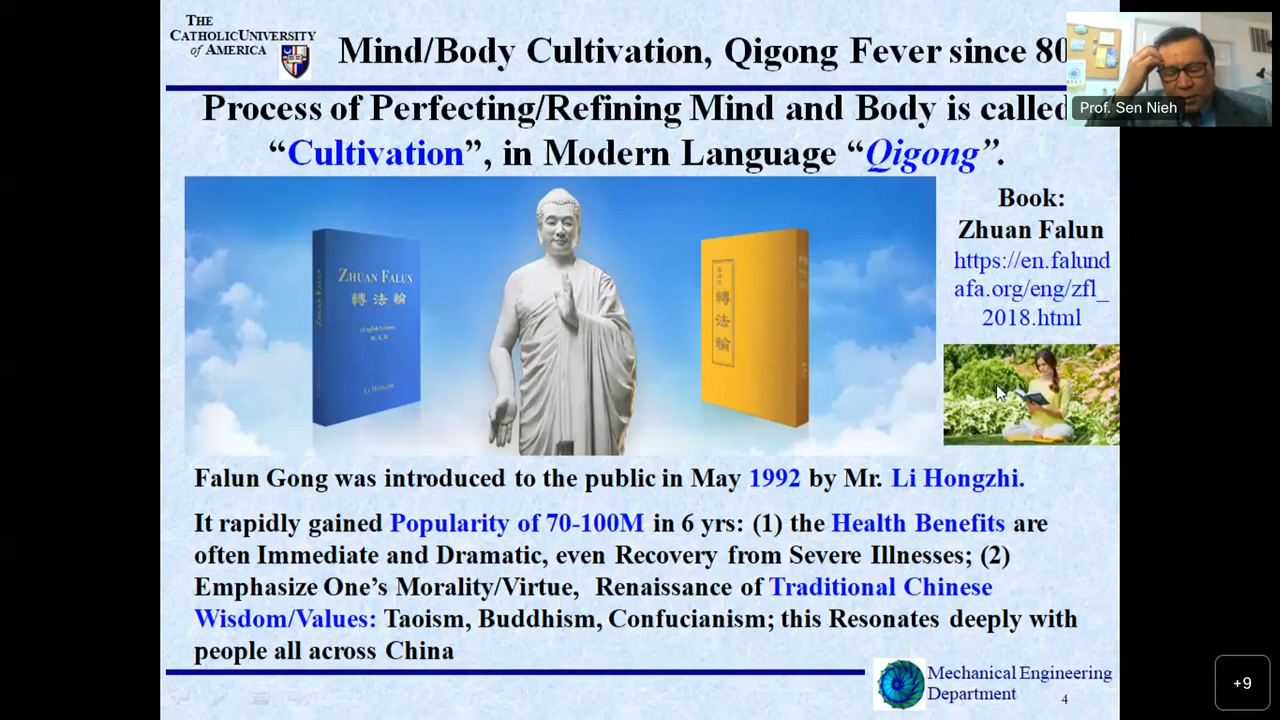 THE
CATHOLIC UNIVERSITY
of AMERICA
Mind/Body Cultivation, Qigong Fever since 80
Prof. Sen Nieh
Process of Perfecting/Refining Mind and Body is called
“Cultivation”, in Modern Language “Qigong”.
ZHUAN FALUN
轉法輪
(English Version)
LI HONGZHI
ZHUAN FALUN
轉法輪
Book:
Zhuan Falun
https://en.falund
afa.org/eng/zfl_
2018.html
Falun Gong was introduced to the public in May 1992 by Mr. Li Hongzhi.
It rapidly gained Popularity of 70-100M in 6 yrs: (1) the Health Benefits are
often Immediate and Dramatic, even Recovery from Severe Illnesses; (2)
Emphasize One’s Morality/Virtue, Renaissance of Traditional Chinese
Wisdom/Values: Taoism, Buddhism, Confucianism; this Resonates deeply with
people all across China
Mechanical Engineering
Department
4
+9